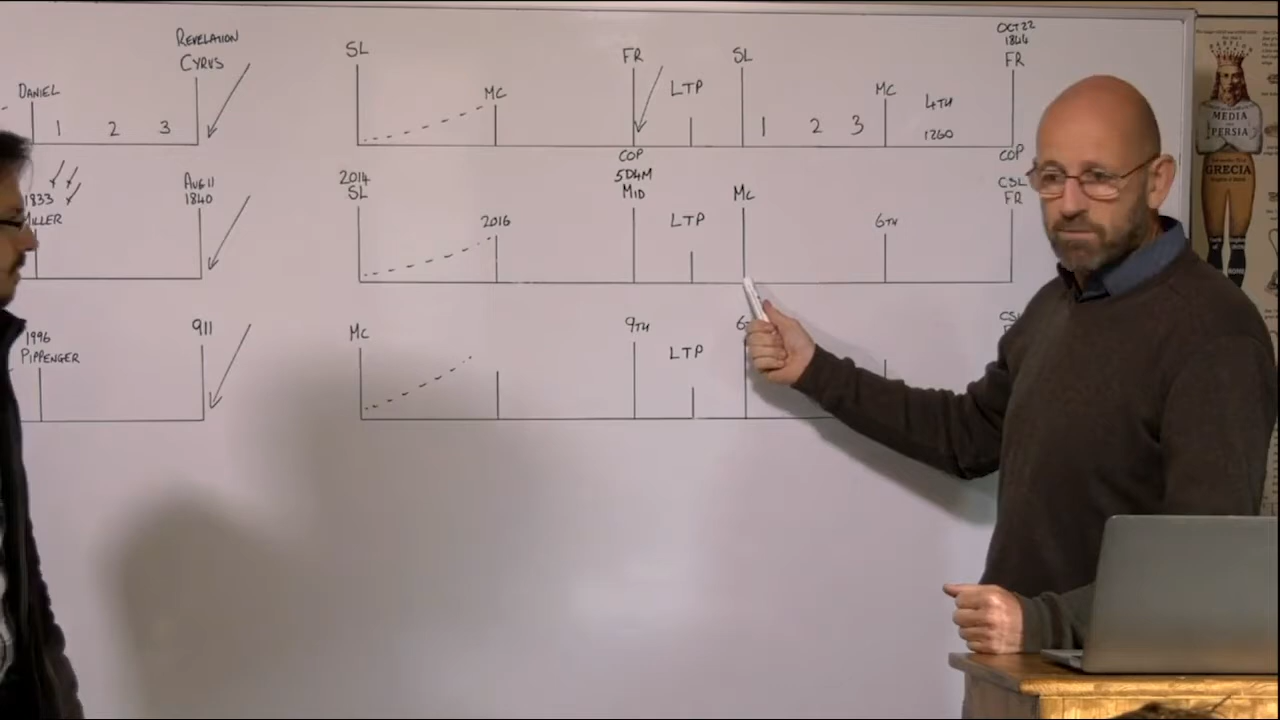 REVELATION
CYRUS
DANIEL
1 2 3
SL
MC
FR
COP
LTP
SL
1 2 3
MC
4TH
1260
OCT 22
1844
FR
COP
1833
MILLER
AUG 11
1840
2014
SL
2016
5D4M
MID
LTP
MC
6TH
CSL
FR
1996
PIPPENGER
911
MC
9TH
LTP
MEDIA
PERSIA
GRECIA